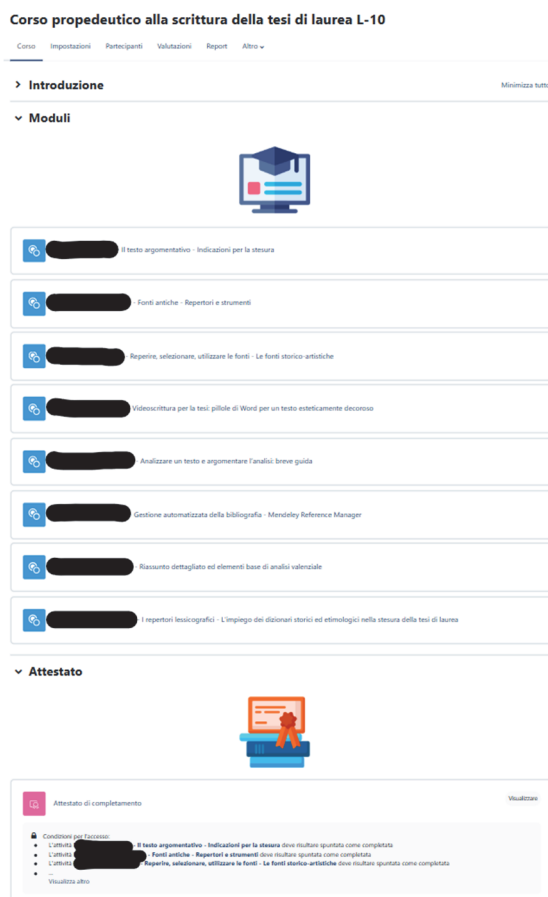 Corso propedeutico alla scrittura della tesi di laurea L-10
Corso Impostazioni Partecipanti Valutazioni Report Altro
Introduzione
Minimizza tutto
Moduli
Il testo argomentativo - Indicazioni per la stesura
- Fonti antiche - Repertori e strumenti
- Reperire, selezionare, utilizzare le fonti - Le fonti storico-artistiche
Videoscrittura per la tesi: pillole di Word per un testo esteticamente decoroso
Analizzare un testo e argomentare l'analisi: breve guida
Gestione automatizzata della bibliografia - Mendeley Reference Manager
- Riassunto dettagliato ed elementi base di analisi valenziale
- I repertori lessicografici - L'impiego dei dizionari storici ed etimologici nella stesura della tesi di laurea
Attestato
Attestato di completamento
Visualizzare
Condizioni per l'accesso:
L'attività - Il testo argomentativo - Indicazioni per la stesura deve risultare spuntata come completata
L'attività - Fonti antiche - Repertori e strumenti deve risultare spuntata come completata
L'attività - Reperire, selezionare, utilizzare le fonti - Le fonti storico-artistiche deve risultare spuntata come completata
...
Visualizza altro